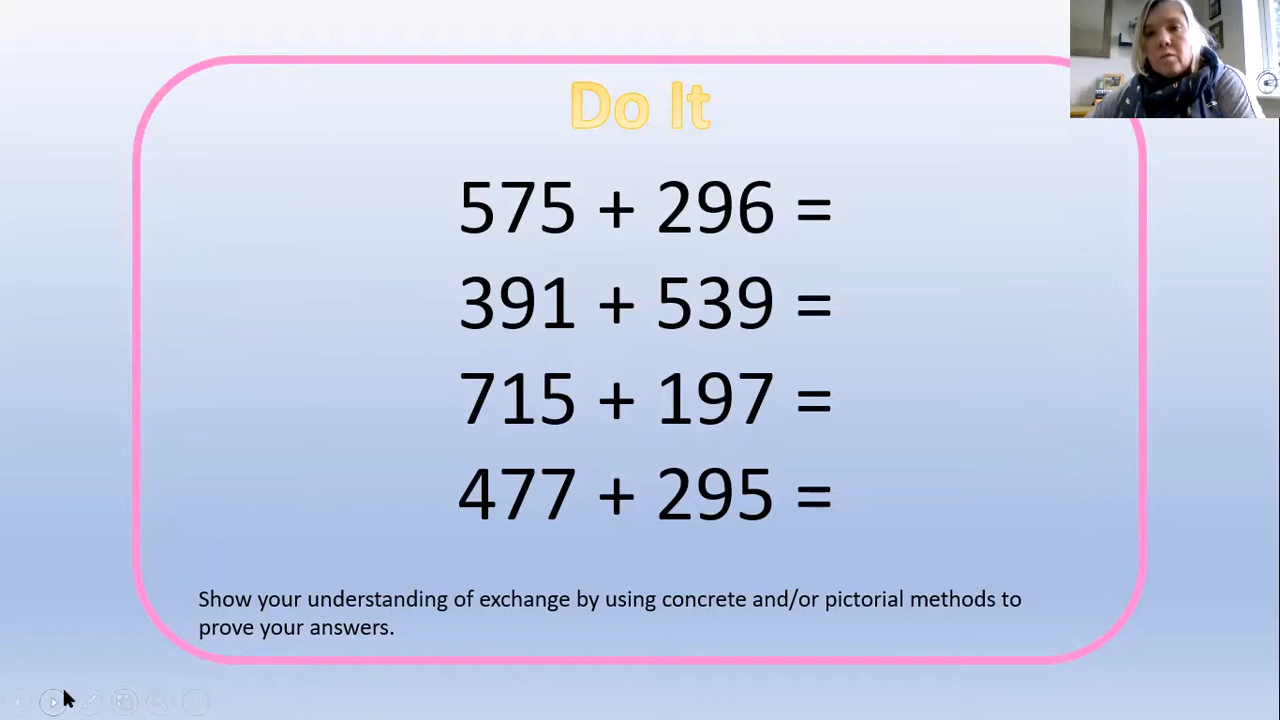 Do It
575 + 296 =
391 + 539 =
715 + 197 =
477 + 295 =
Show your understanding of exchange by using concrete and/or pictorial methods to
prove your answers.